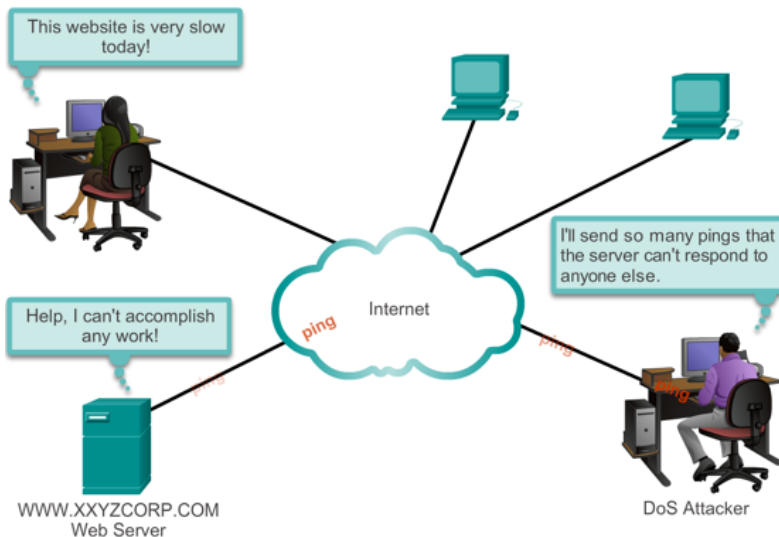 This website is very slow
today!
I'll send so many pings that
the server can't respond to
anyone else.
Internet
Help, I can't accomplish
any work!
ping
ping
ping
ping
WWW.XXYZCORP.COM
Web Server
DoS Attacker